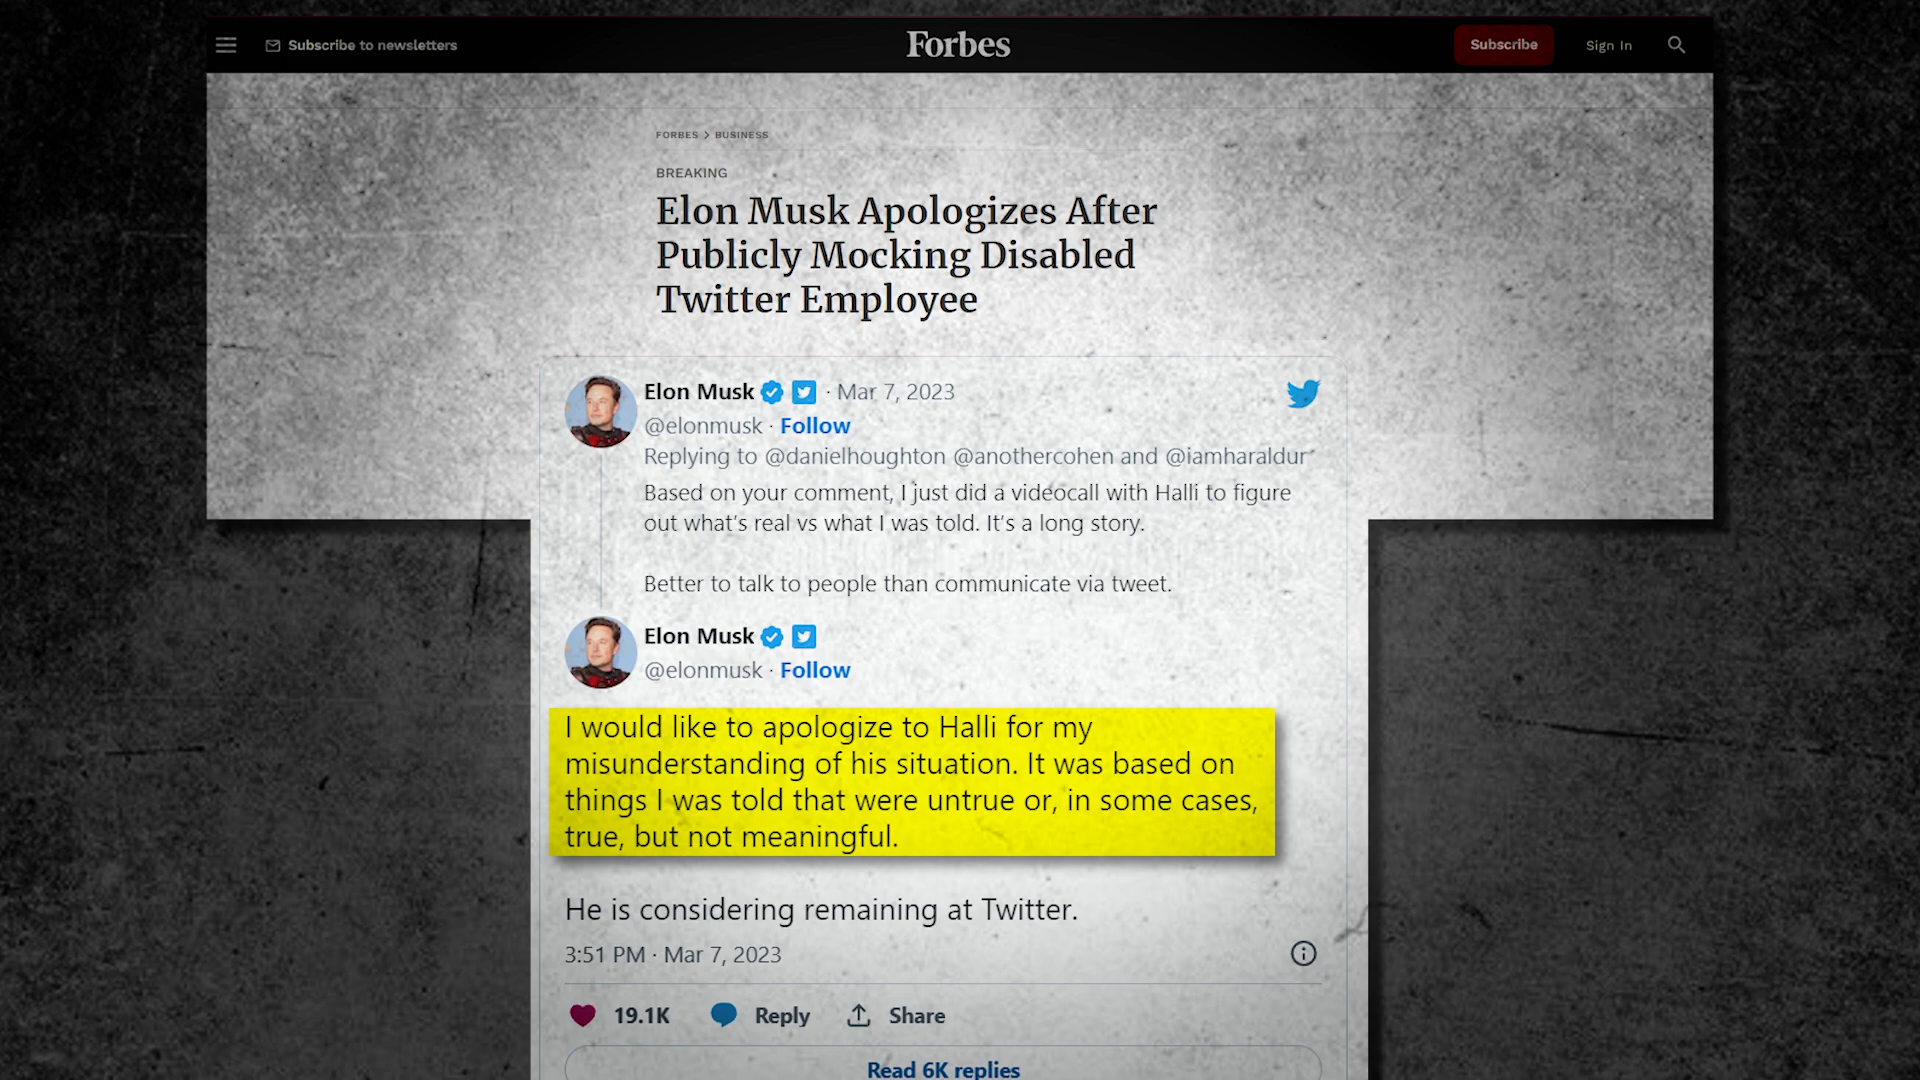 Subscribe to newsletters
Forbes
Subscribe
Sign In
FORBES > BUSINESS
BREAKING
Elon Musk Apologizes After
Publicly Mocking Disabled
Twitter Employee
Elon Musk · Mar 7, 2023
@elonmusk · Follow
Replying to @danielhoughton @anothercohen and @iamharaldur
Based on your comment, I just did a videocall with Halli to figure
out what's real vs what I was told. It's a long story.
Better to talk to people than communicate via tweet.
Elon Musk
@elonmusk · Follow
I would like to apologize to Halli for my
misunderstanding of his situation. It was based on
things I was told that were untrue or, in some cases,
true, but not meaningful.
He is considering remaining at Twitter.
3:51 PM · Mar 7, 2023
19.1K Reply Share
Read 6K replies